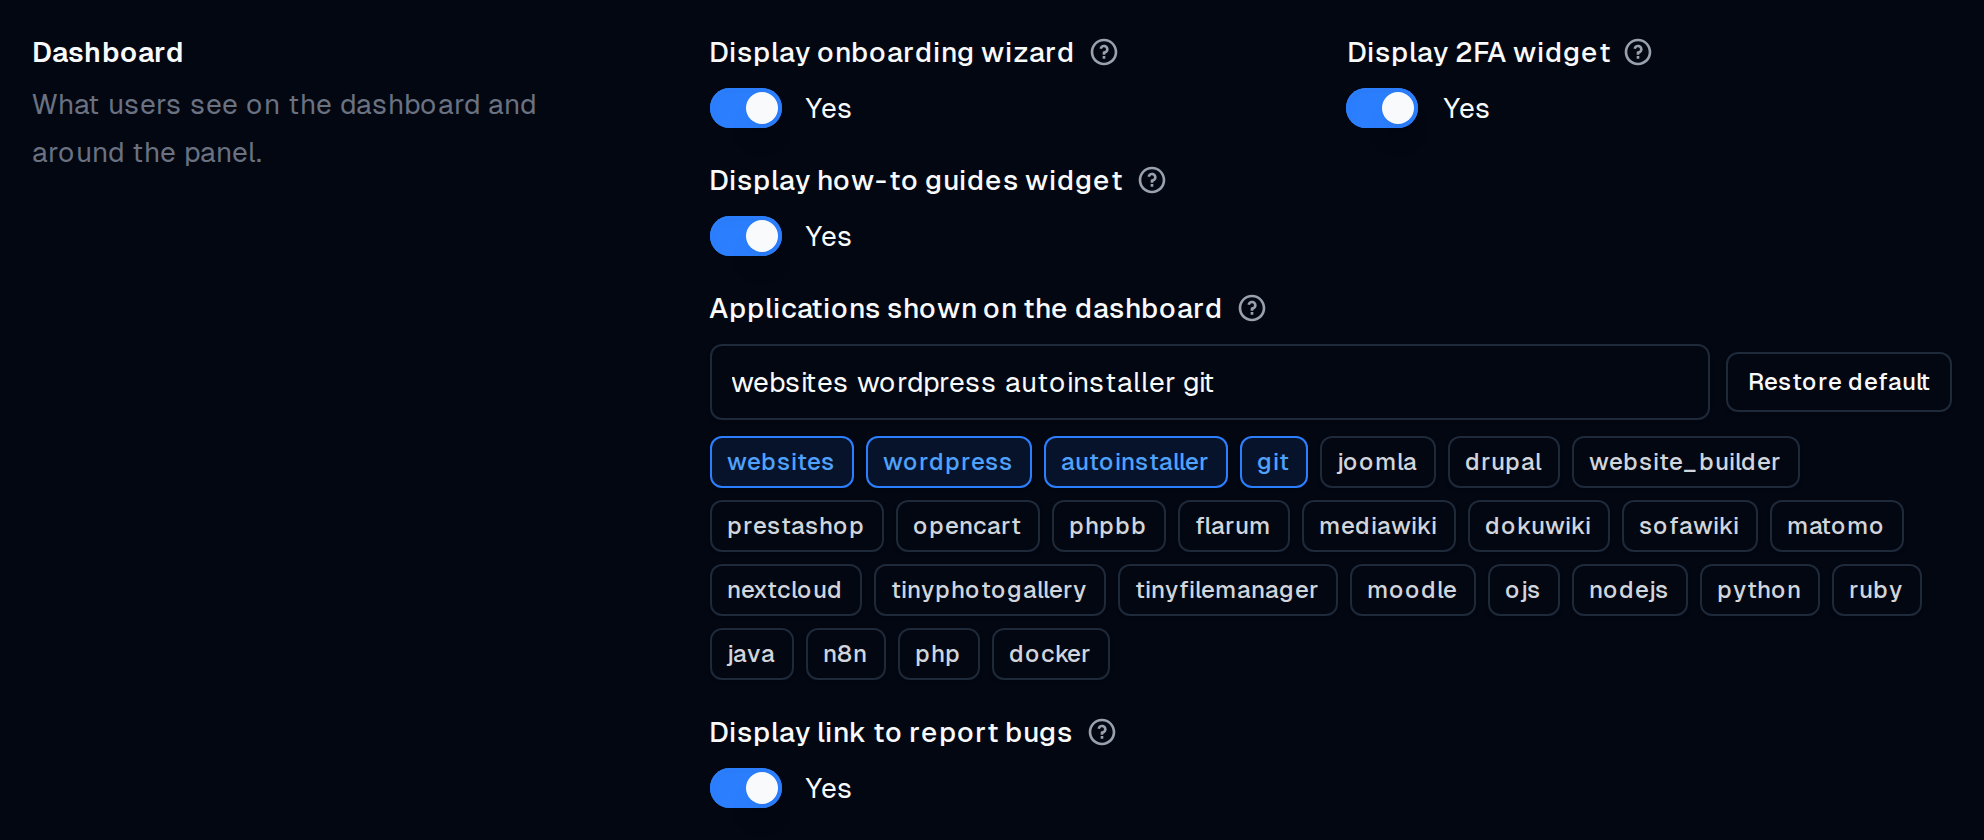 Dashboard
What users see on the dashboard and
around the panel.
Display onboarding wizard
Yes
Display 2FA widget
Yes
Display how-to guides widget
Yes
Applications shown on the dashboard
websites wordpress autoinstaller git
Restore default
websites wordpress autoinstaller git joomla drupal website_builder
prestashop opencart phpbb flarum mediawiki dokuwiki sofawiki matomo
nextcloud tinyphotogallery tinyfilemanager moodle ojs nodejs python ruby
java n8n php docker
Display link to report bugs
Yes